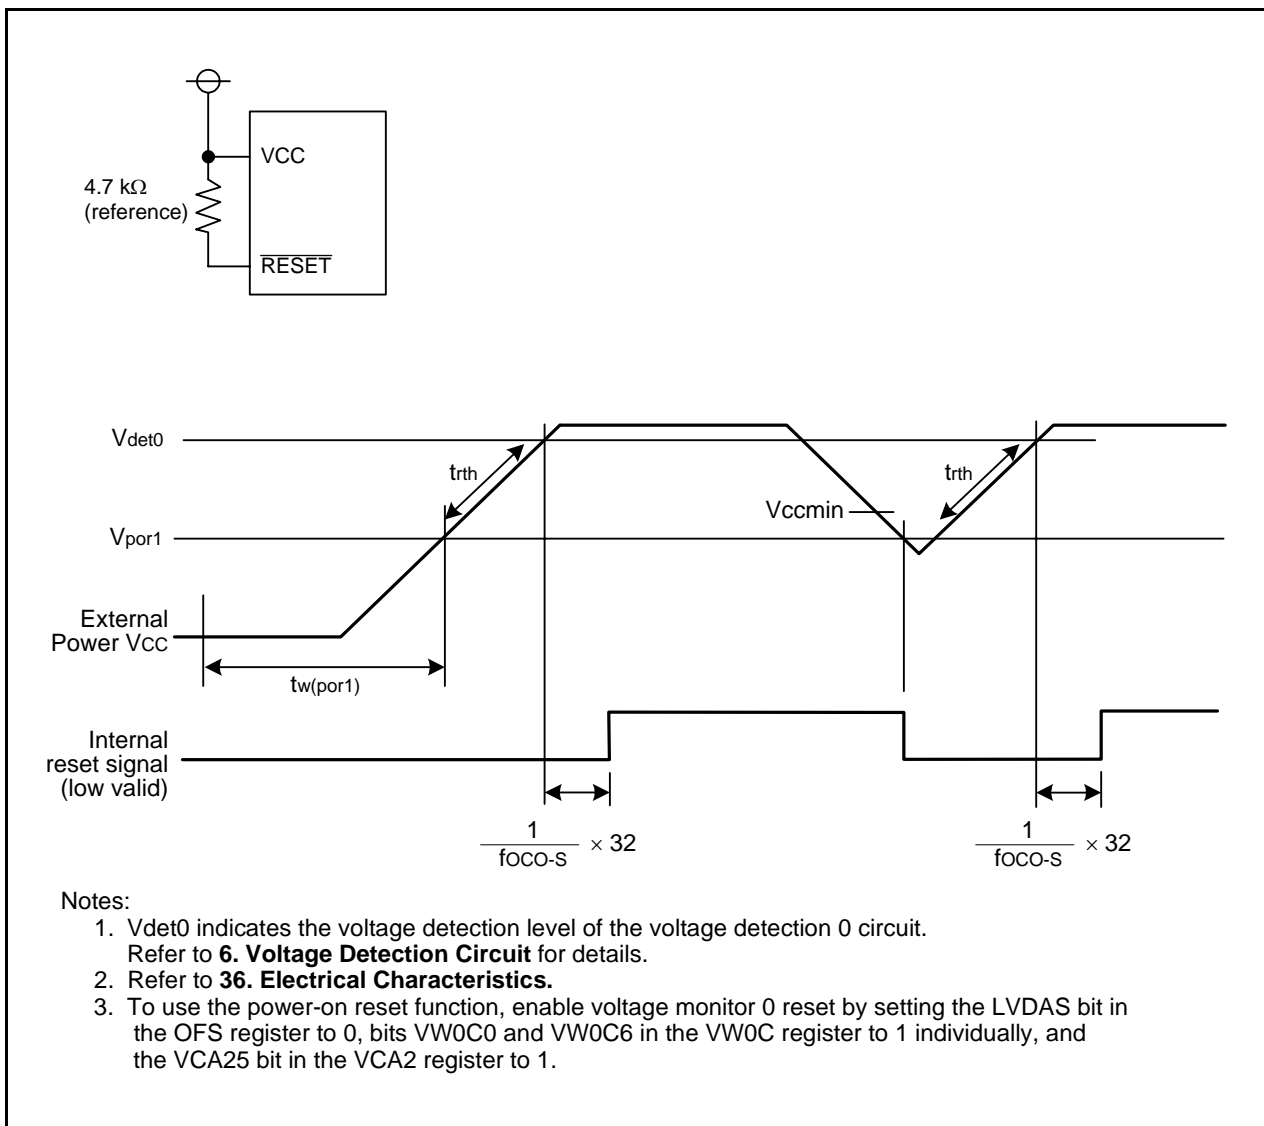 VCC
4.7 kΩ
(reference)
RESET
Vdet0
trth
trth
Vccmin
Vpor1
External
Power VCC
tw(por1)
Internal
reset signal
(low valid)
1
fOCO-S
× 32
1
fOCO-S
× 32
Notes:
1. Vdet0 indicates the voltage detection level of the voltage detection 0 circuit.
Refer to 6. Voltage Detection Circuit for details.
2. Refer to 36. Electrical Characteristics.
3. To use the power-on reset function, enable voltage monitor 0 reset by setting the LVDAS bit in
the OFS register to 0, bits VW0C0 and VW0C6 in the VW0C register to 1 individually, and
the VCA25 bit in the VCA2 register to 1.